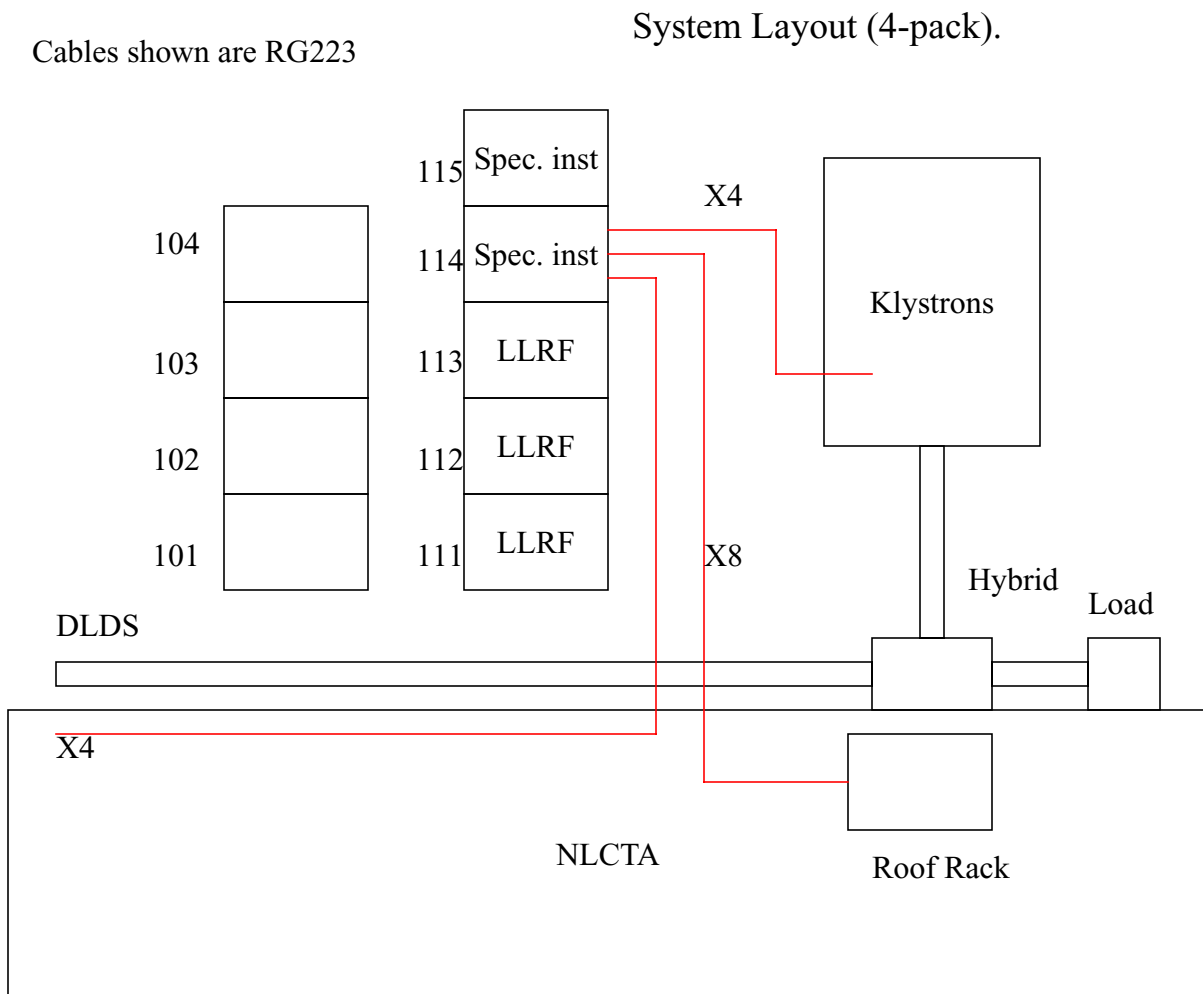 System Layout (4-pack).
Cables shown are RG223
115 Spec. inst
X4
104
114 Spec. inst
Klystrons
103
113 LLRF
102
112 LLRF
101
111 LLRF
X8
Hybrid
Load
DLDS
X4
NLCTA
Roof Rack